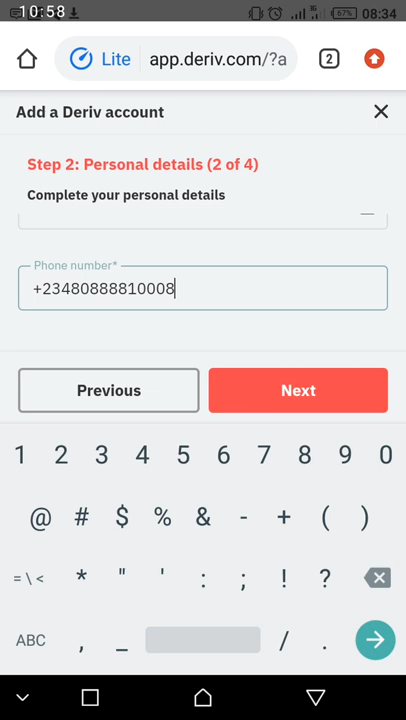 10:58
67% 08:34
Lite app.deriv.com/?a 2
Add a Deriv account
Step 2: Personal details (2 of 4)
Complete your personal details
Phone number*
+23480888810008
Previous Next
1 2 3 4 5 6 7 8 9 0
@ # $ % & - + ( )
= \ < * " ' : ; ! ?
ABC , _ / .